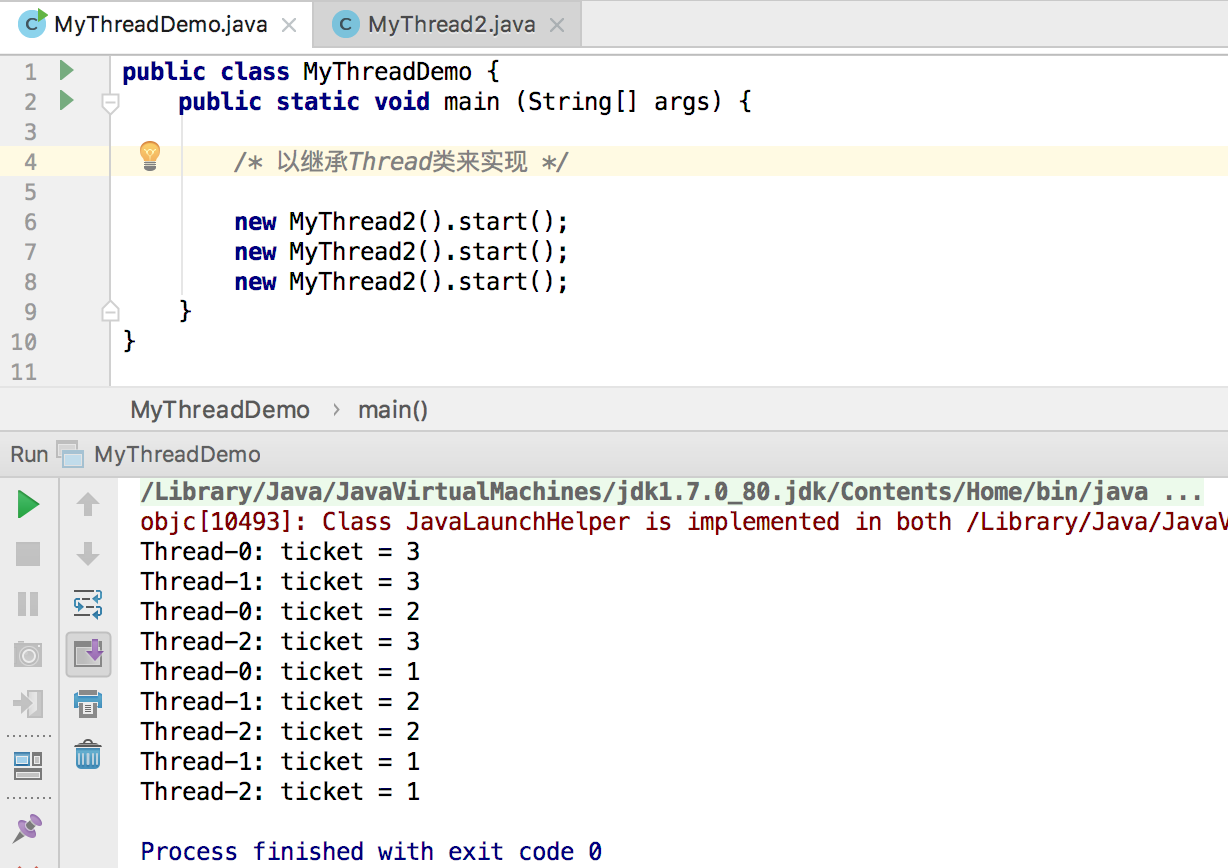 MyThreadDemo.java
MyThread2.java
1 public class MyThreadDemo {
2 public static void main (String[] args) {
3
4 /* 以继承Thread类来实现 */
5
6 new MyThread2().start();
7 new MyThread2().start();
8 new MyThread2().start();
9 }
10 }
11
MyThreadDemo › main()
Run MyThreadDemo
/Library/Java/JavaVirtualMachines/jdk1.7.0_80.jdk/Contents/Home/bin/java ...
objc[10493]: Class JavaLaunchHelper is implemented in both /Library/Java/JavaV
Thread-0: ticket = 3
Thread-1: ticket = 3
Thread-0: ticket = 2
Thread-2: ticket = 3
Thread-0: ticket = 1
Thread-1: ticket = 2
Thread-2: ticket = 2
Thread-1: ticket = 1
Thread-2: ticket = 1
Process finished with exit code 0